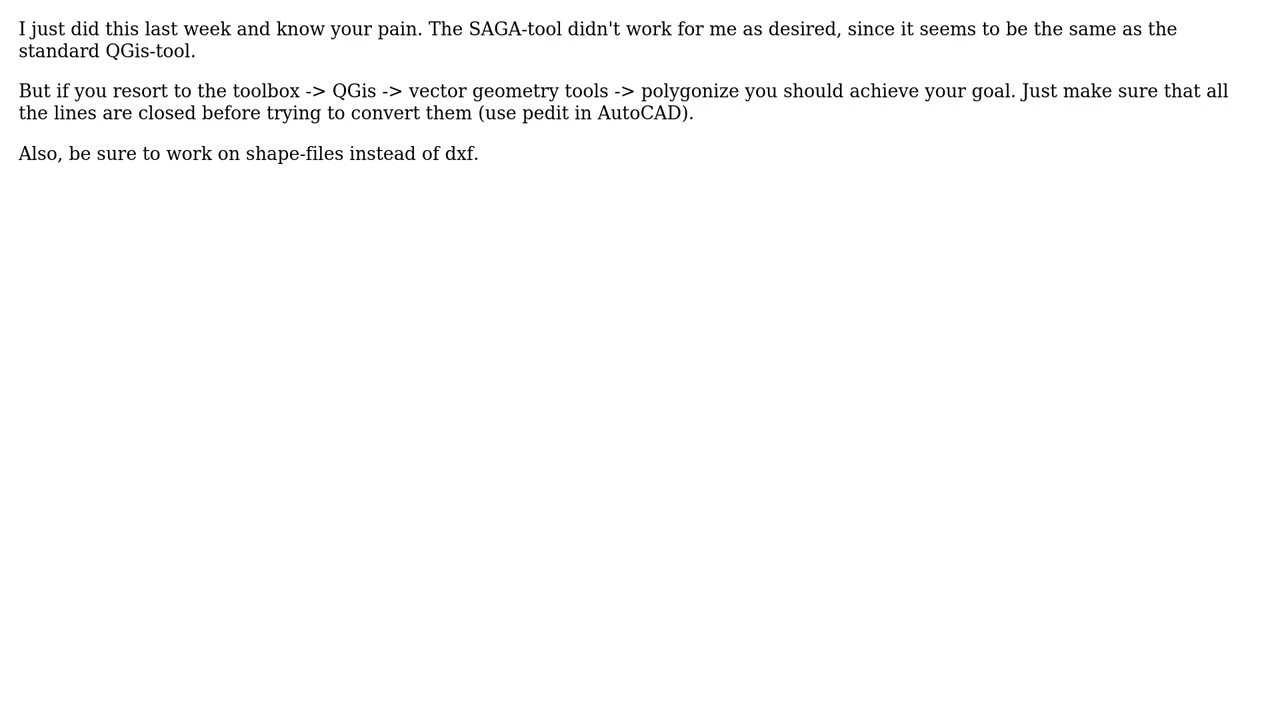 I just did this last week and know your pain. The SAGA-tool didn't work for me as desired, since it seems to be the same as the
standard QGis-tool.
But if you resort to the toolbox -> QGis -> vector geometry tools -> polygonize you should achieve your goal. Just make sure that all
the lines are closed before trying to convert them (use pedit in AutoCAD).
Also, be sure to work on shape-files instead of dxf.